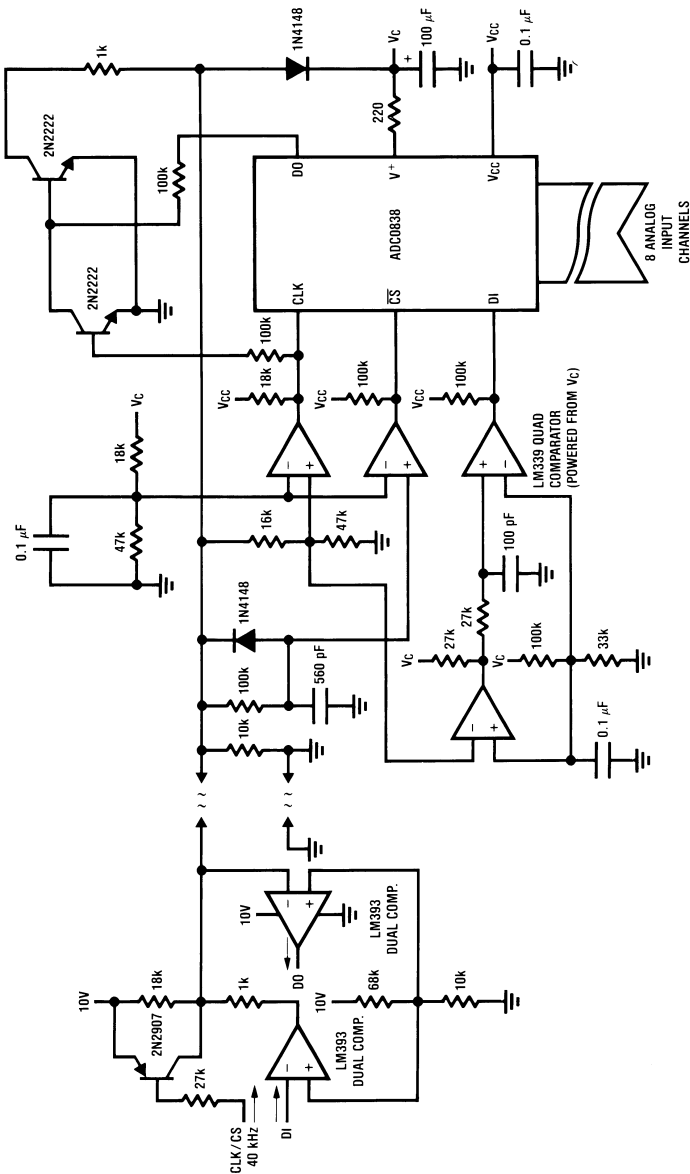 1k
2N2222
2N2222
100k
1N4148
VC
+
100 µF
220
VCC
0.1 µF
DO
V+
VCC
ADC0838
CLK
CS
DI
8 ANALOG
INPUT
CHANNELS
100k
VCC
18k
VCC
100k
VCC
100k
LM339 QUAD
COMPARATOR
(POWERED FROM VC)
VC
18k
0.1 µF
47k
−
+
−
+
+
−
16k
47k
1N4148
100k
560 pF
10k
100 pF
27k
VC
27k
VC
100k
33k
−
+
0.1 µF
~ ~
~ ~
10V
−
+
LM393
DUAL COMP.
DO
10V
18k
2N2907
1k
27k
CLK/CS
40 kHz
DI
−
+
LM393
DUAL COMP.
10V
68k
10k